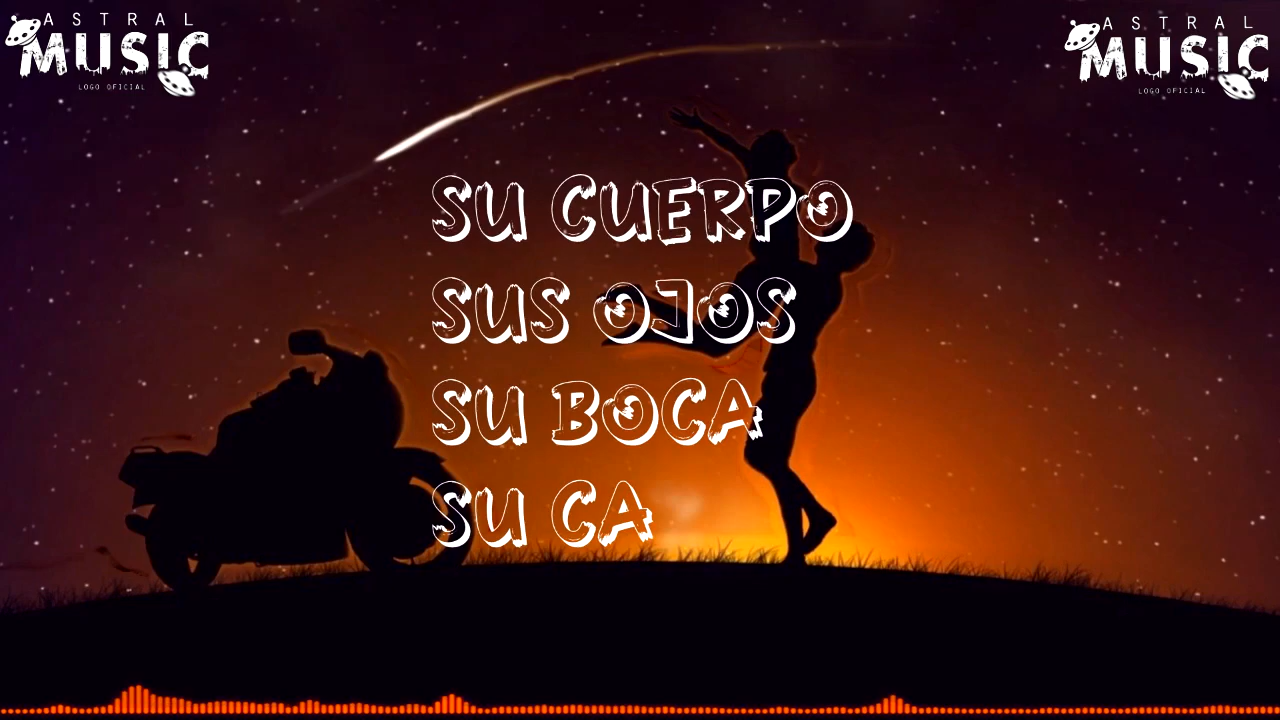 ASTRAL
MUSIC
LOGO OFICIAL
ASTRAL
MUSIC
LOGO OFICIAL
SU CUERPO
SUS OJOS
SU BOCA
SU CA